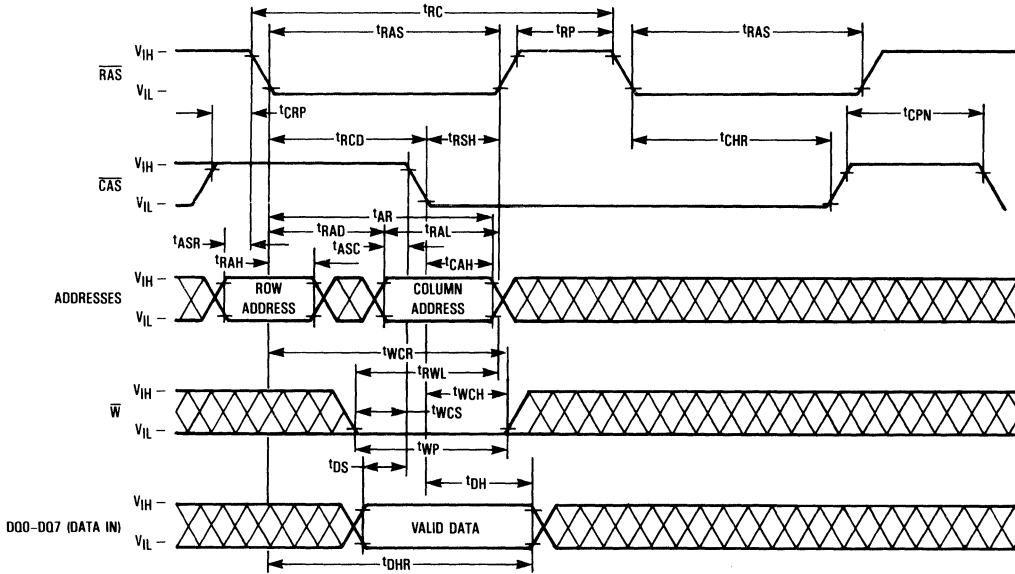 tRC
tRAS
tRP
tRAS
VIH
RAS
VIL
tCRP
tRCD
tRSH
tCHR
tCPN
VIH
CAS
VIL
tAR
tRAD
tRAL
tASR
tASC
tRAH
tCAH
VIH
ADDRESSES
ROW ADDRESS
COLUMN ADDRESS
VIL
tWCR
tRWL
VIH
tWCH
W
tWCS
VIL
tWP
tDS
tDH
VIH
DQ0–DQ7 (DATA IN)
VALID DATA
VIL
tDHR